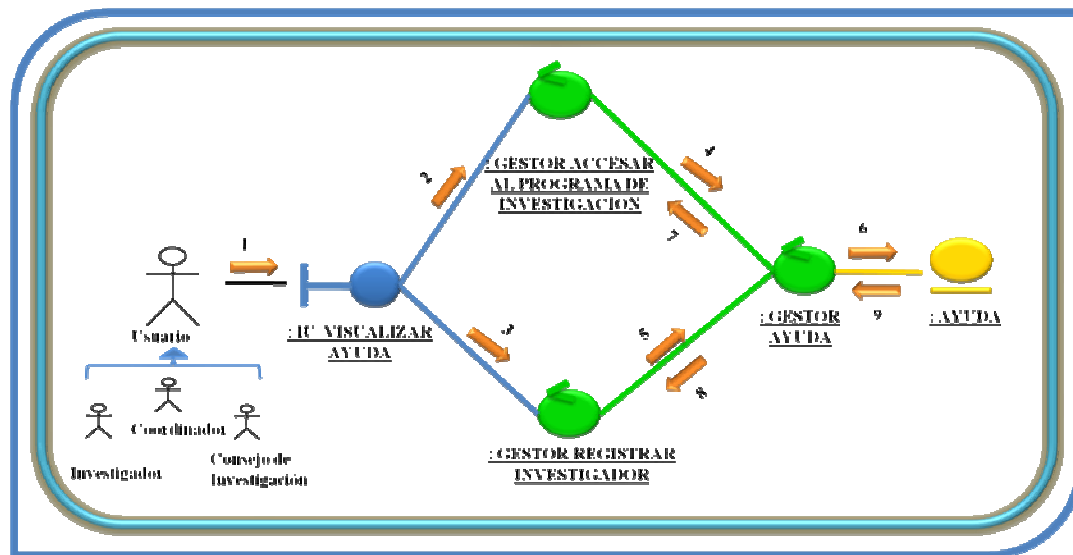 : GESTOR ACCESAR
AL PROGRAMA DE
INVESTIGACION
1
2
3
4
5
6
7
8
9
Usuario
: IU VISUALIZAR
AYUDA
: GESTOR
AYUDA
: AYUDA
Coordinador
Investigador
Consejo de
Investigación
: GESTOR REGISTRAR
INVESTIGADOR